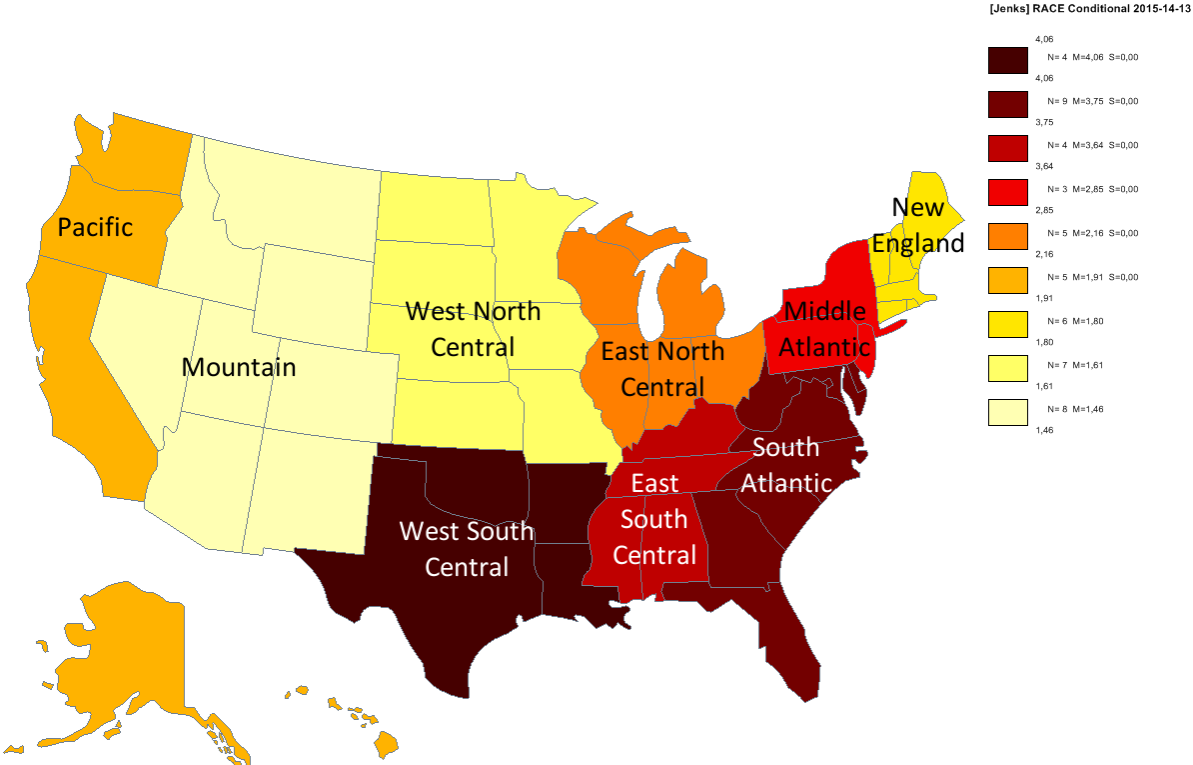 [Jenks] RACE Conditional 2015-14-13
4,06
N= 4 M=4,06 S=0,00
4,06
N= 9 M=3,75 S=0,00
3,75
N= 4 M=3,64 S=0,00
3,64
N= 3 M=2,85 S=0,00
2,85
N= 5 M=2,16 S=0,00
2,16
N= 5 M=1,91 S=0,00
1,91
N= 6 M=1,80
1,80
N= 7 M=1,61
1,61
N= 8 M=1,46
1,46
Pacific
Mountain
West North
Central
East North
Central
New
England
Middle
Atlantic
South
Atlantic
East
South
Central
West South
Central